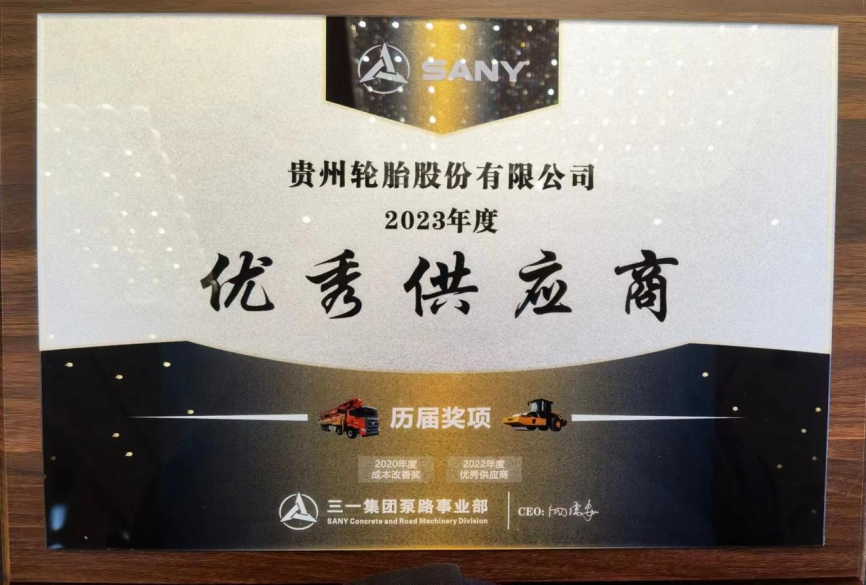 SANY
贵州轮胎股份有限公司
2023年度
优秀供应商
历届奖项
2020年度
成本改善奖
2022年度
优秀供应商
三一集团泵路事业部
SANY Concrete and Road Machinery Division
CEO: